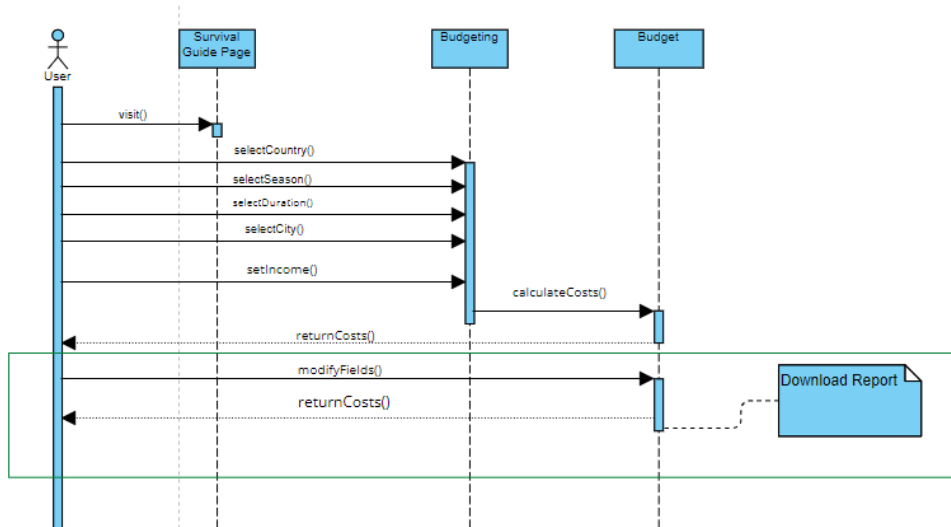 Survival
Guide Page
Budgeting
Budget
User
visit()
selectCountry()
selectSeason()
selectDuration()
selectCity()
setIncome()
calculateCosts()
returnCosts()
modifyFields()
Download Report
returnCosts()